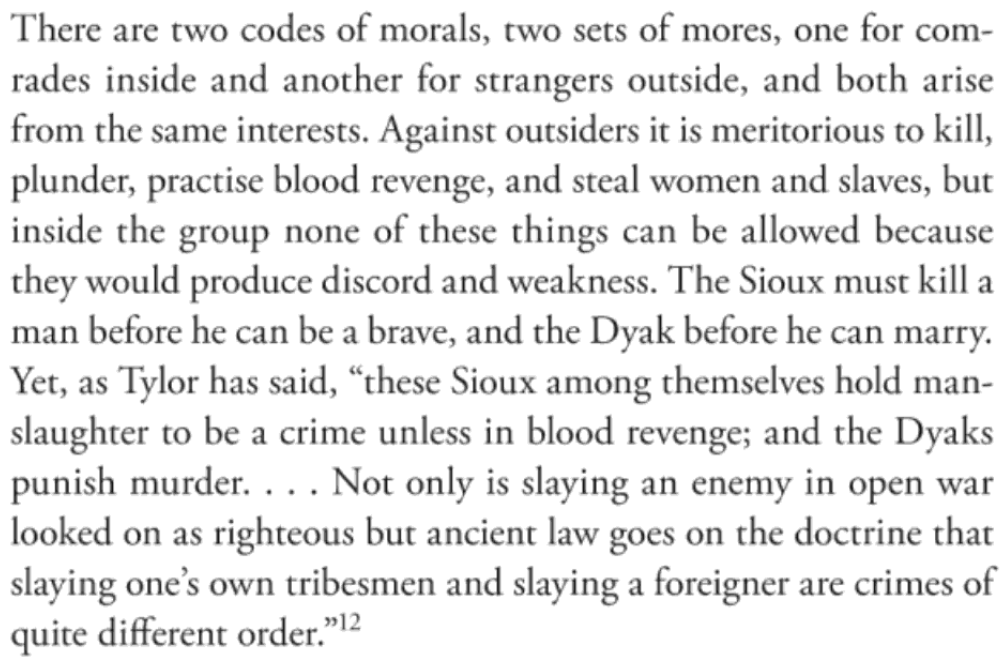 There are two codes of morals, two sets of mores, one for com-
rades inside and another for strangers outside, and both arise
from the same interests. Against outsiders it is meritorious to kill,
plunder, practise blood revenge, and steal women and slaves, but
inside the group none of these things can be allowed because
they would produce discord and weakness. The Sioux must kill a
man before he can be a brave, and the Dyak before he can marry.
Yet, as Tylor has said, “these Sioux among themselves hold man-
slaughter to be a crime unless in blood revenge; and the Dyaks
punish murder. . . . Not only is slaying an enemy in open war
looked on as righteous but ancient law goes on the doctrine that
slaying one’s own tribesmen and slaying a foreigner are crimes of
quite different order.”12